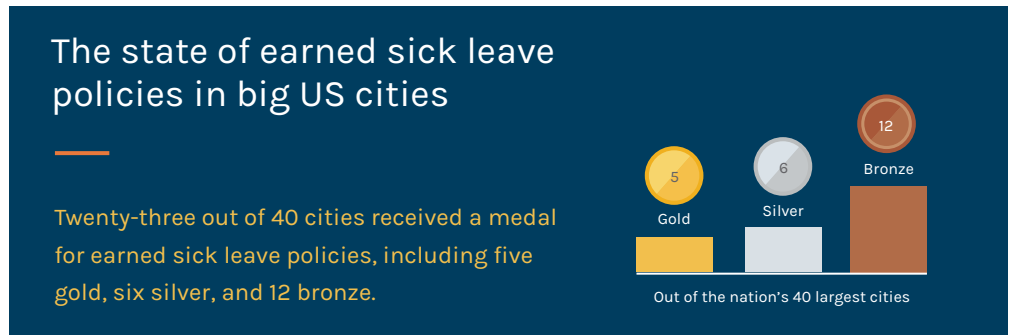 The state of earned sick leave
policies in big US cities
Twenty-three out of 40 cities received a medal
for earned sick leave policies, including five
gold, six silver, and 12 bronze.
5
Gold
6
Silver
12
Bronze
Out of the nation's 40 largest cities